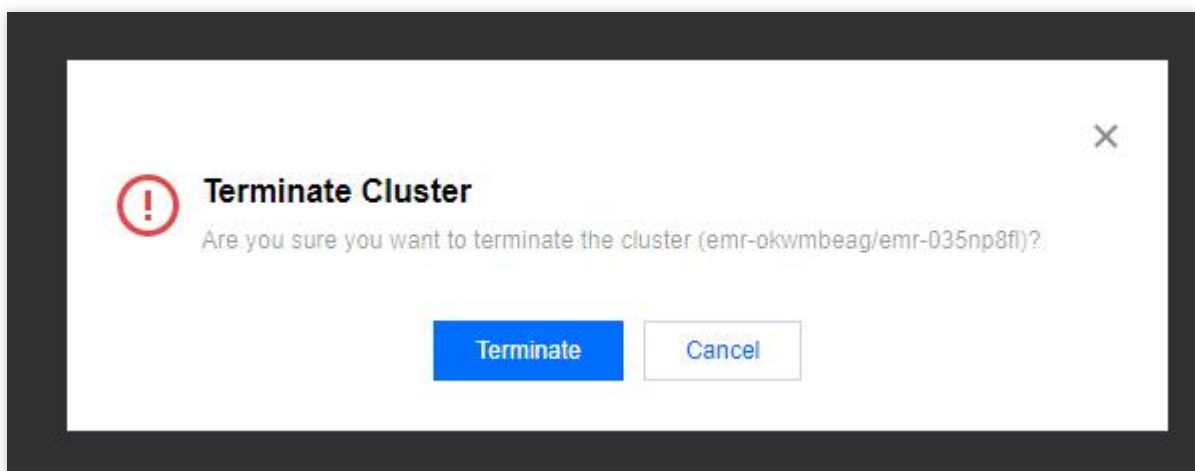 Terminate Cluster
Are you sure you want to terminate the cluster (emr-okwmbeag/emr-035np8fl)?
Terminate
Cancel